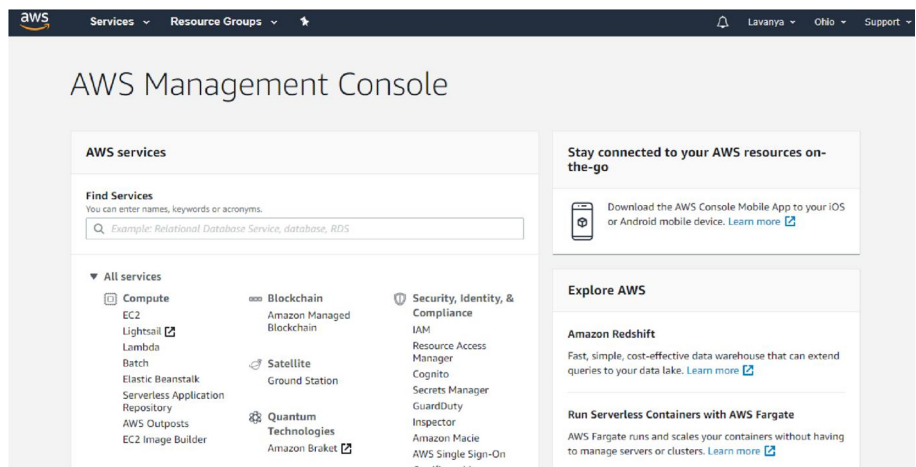 aws Services Resource Groups Lavanya Ohio Support
AWS Management Console
AWS services
Find Services
You can enter names, keywords or acronyms.
Example: Relational Database Service, database, RDS
All services
Compute
EC2
Lightsail
Lambda
Batch
Elastic Beanstalk
Serverless Application
Repository
AWS Outposts
EC2 Image Builder
Blockchain
Amazon Managed
Blockchain
Satellite
Ground Station
Quantum
Technologies
Amazon Braket
Security, Identity, &
Compliance
IAM
Resource Access
Manager
Cognito
Secrets Manager
GuardDuty
Inspector
Amazon Macie
AWS Single Sign-On
Stay connected to your AWS resources on-
the-go
Download the AWS Console Mobile App to your iOS
or Android mobile device. Learn more
Explore AWS
Amazon Redshift
Fast, simple, cost-effective data warehouse that can extend
queries to your data lake. Learn more
Run Serverless Containers with AWS Fargate
AWS Fargate runs and scales your containers without having
to manage servers or clusters. Learn more